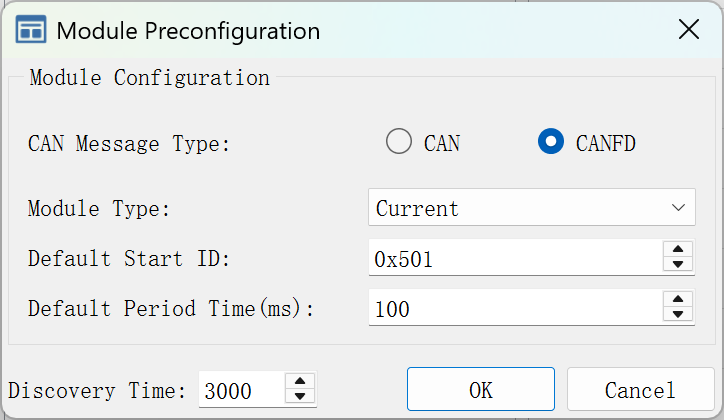 Module Preconfiguration
Module Configuration
CAN Message Type: CAN CANFD
Module Type: Current
Default Start ID: 0x501
Default Period Time(ms): 100
Discovery Time: 3000 OK Cancel